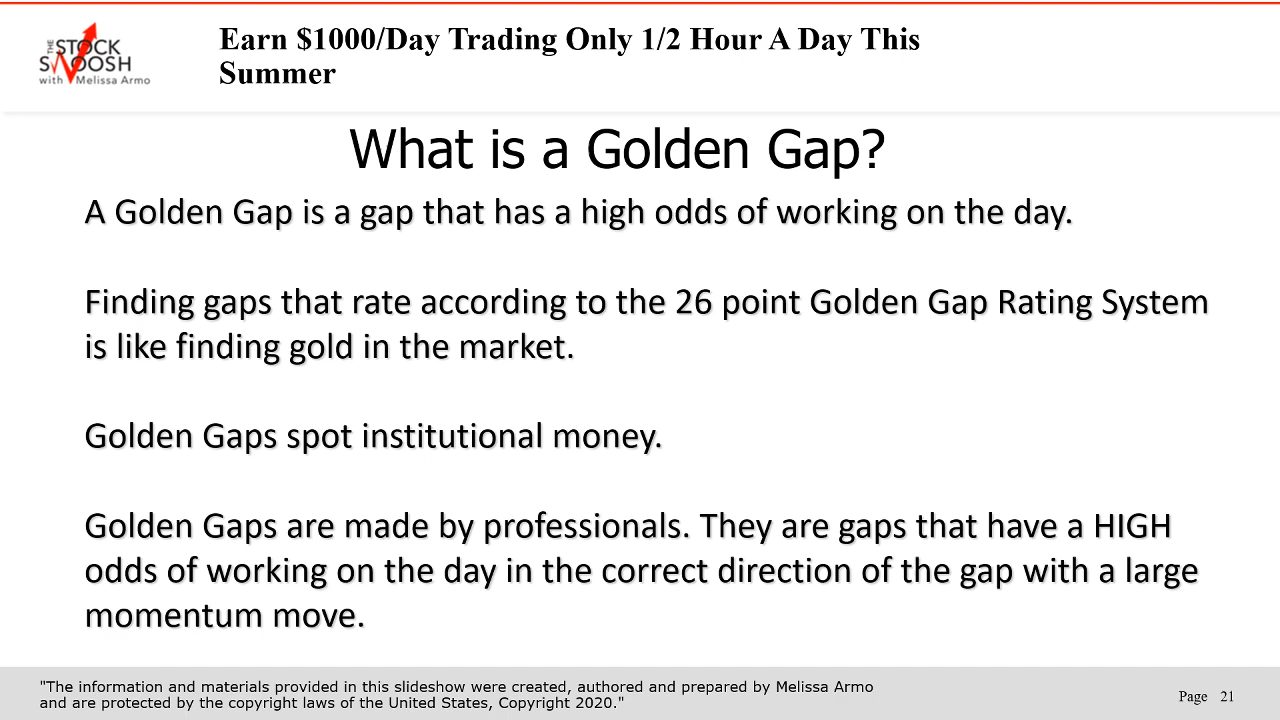 THE
STOCK
SWOOSH
with Melissa Armo
Earn $1000/Day Trading Only 1/2 Hour A Day This
Summer
What is a Golden Gap?
A Golden Gap is a gap that has a high odds of working on the day.
Finding gaps that rate according to the 26 point Golden Gap Rating System
is like finding gold in the market.
Golden Gaps spot institutional money.
Golden Gaps are made by professionals. They are gaps that have a HIGH
odds of working on the day in the correct direction of the gap with a large
momentum move.
"The information and materials provided in this slideshow were created, authored and prepared by Melissa Armo
and are protected by the copyright laws of the United States, Copyright 2020."
Page 21